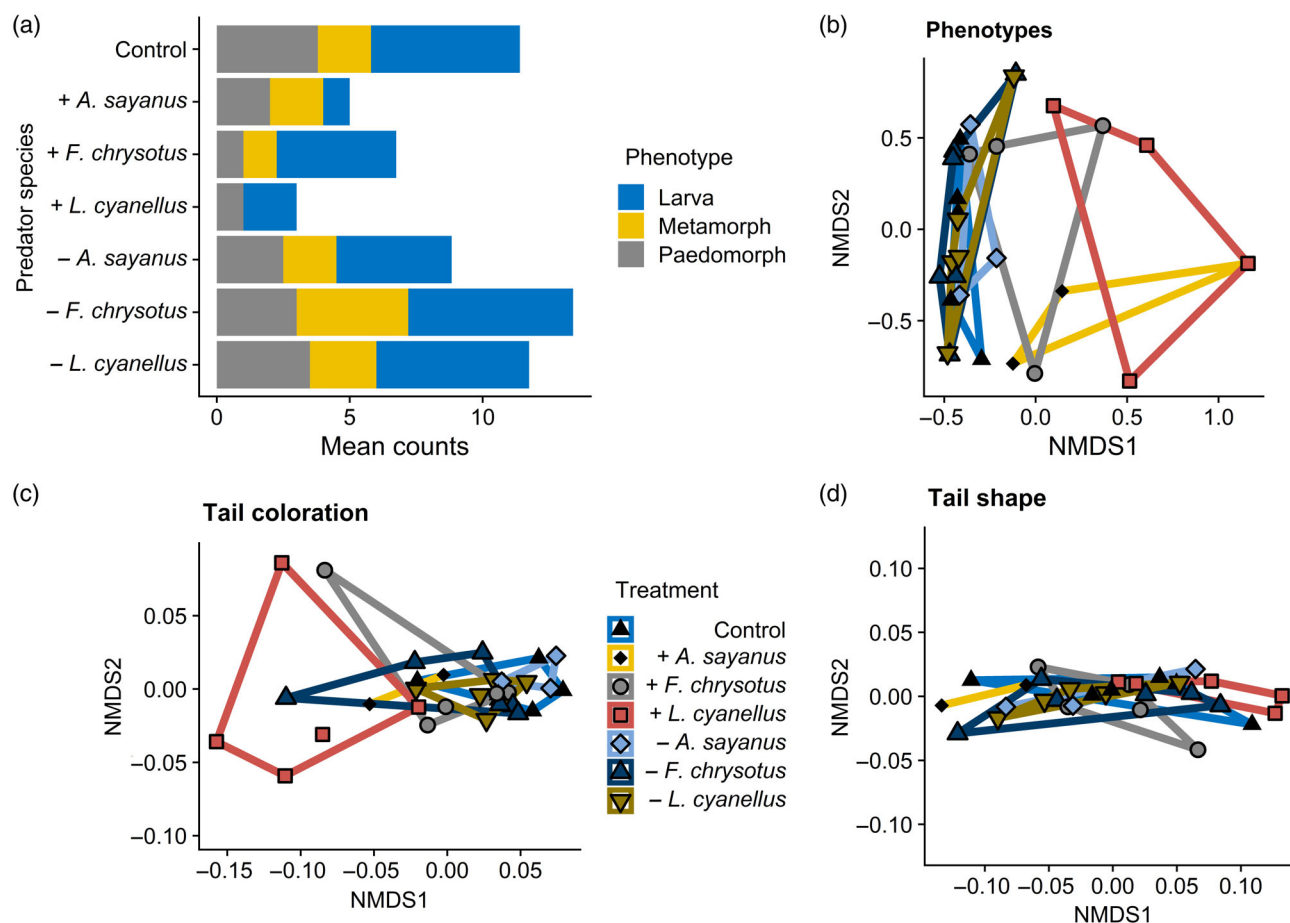 (a)
Predator species
Control
+ A. sayanus
+ F. chrysotus
+ L. cyanellus
– A. sayanus
– F. chrysotus
– L. cyanellus
0
5
10
Mean counts
Phenotype
Larva
Metamorph
Paedomorph
(b)
Phenotypes
NMDS2
0.5
0.0
–0.5
–0.5
0.0
0.5
1.0
NMDS1
(c)
Tail coloration
NMDS2
0.05
0.00
–0.05
–0.10
–0.15
–0.10
–0.05
0.00
0.05
NMDS1
Treatment
Control
+ A. sayanus
+ F. chrysotus
+ L. cyanellus
– A. sayanus
– F. chrysotus
– L. cyanellus
(d)
Tail shape
NMDS2
0.10
0.05
0.00
–0.05
–0.10
–0.10
–0.05
0.00
0.05
0.10
NMDS1